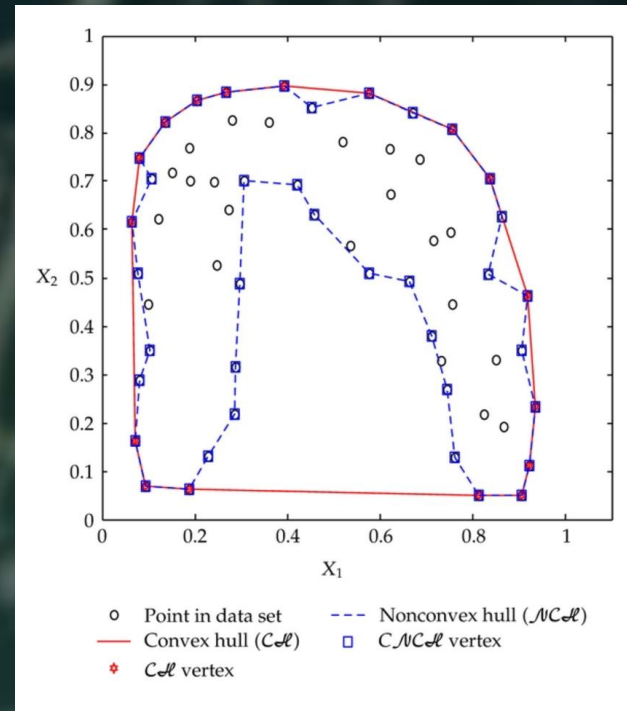 1
0.9
0.8
0.7
0.6
0.5
0.4
0.3
0.2
0.1
0
X₂
0 0.2 0.4 0.6 0.8 1
X₁
Point in data set
Nonconvex hull (𝒩𝒞ℋ)
Convex hull (𝒞ℋ)
C𝒩𝒞ℋ vertex
𝒞ℋ vertex